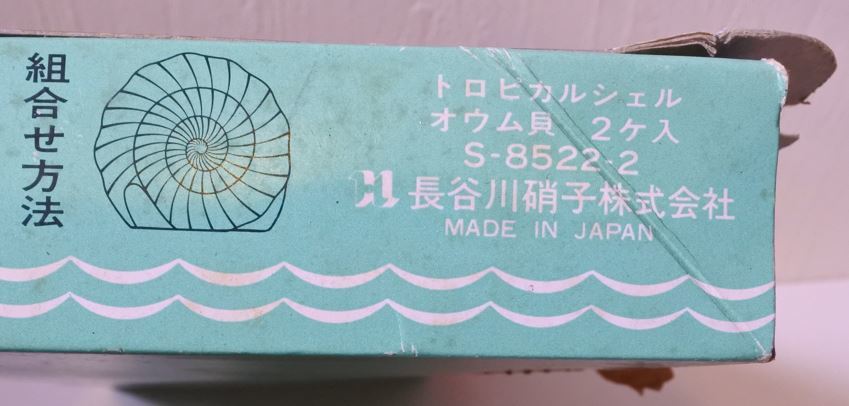 組合せ方法
トロピカルシェル
オウム貝 2ケ入
S-8522-2
長谷川硝子株式会社
MADE IN JAPAN